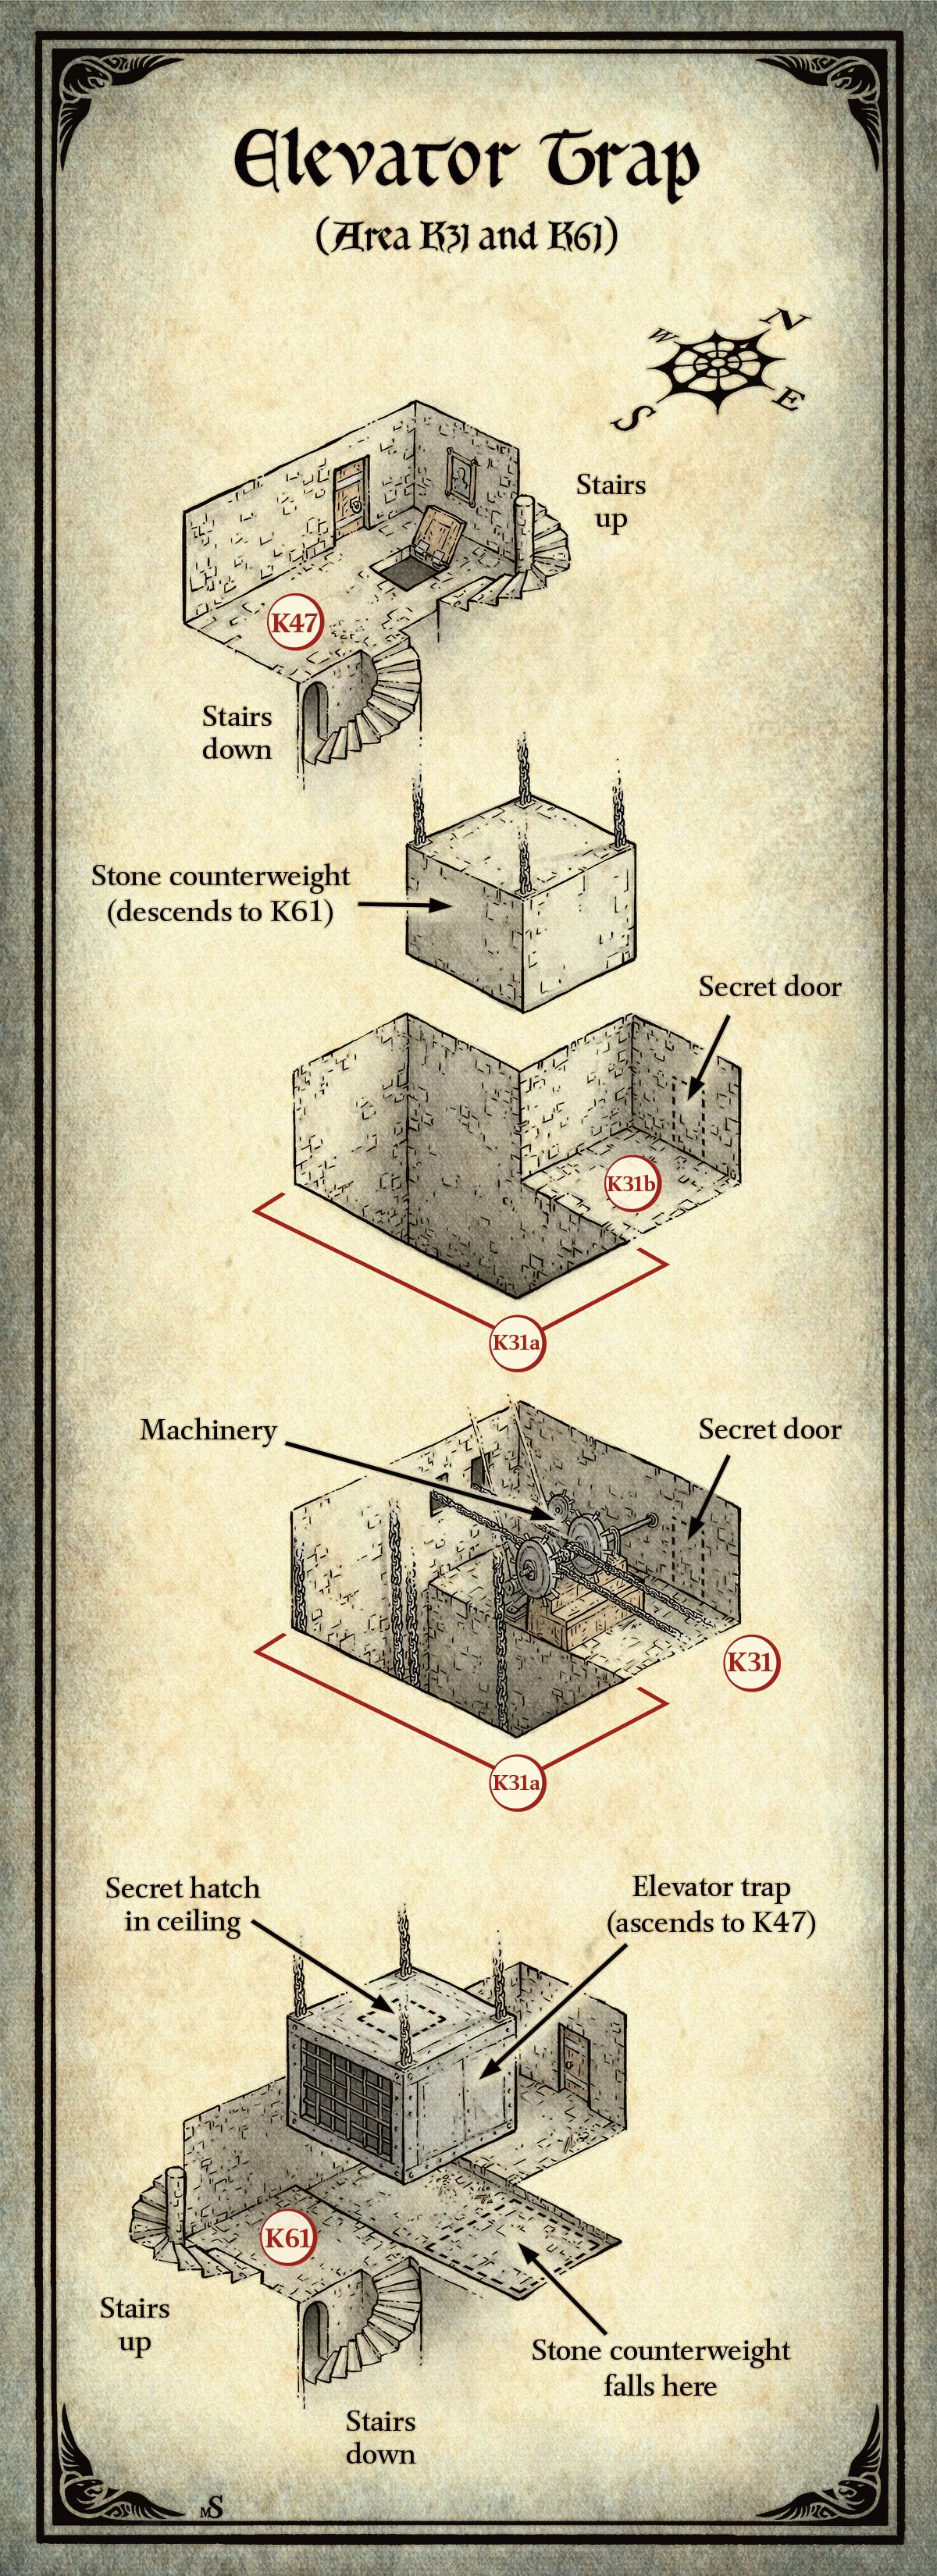 Elevator Trap
(Area K31 and K61)
N
W
E
S
Stairs
up
K47
Stairs
down
Stone counterweight
(descends to K61)
Secret door
K31b
K31a
Machinery
Secret door
K31
K31a
Secret hatch
in ceiling
Elevator trap
(ascends to K47)
K61
Stairs
up
Stone counterweight
falls here
Stairs
down
MS